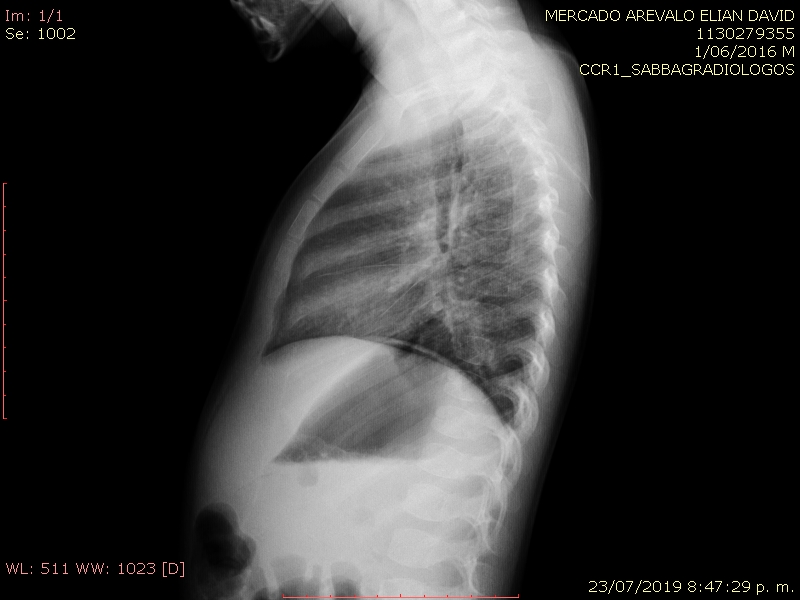 Im: 1/1
Se: 1002
MERCADO AREVALO ELIAN DAVID
1130279355
1/06/2016 M
CCR1_SABBAGRADIOLOGOS
WL: 511 WW: 1023 [D]
23/07/2019 8:47:29 p. m.